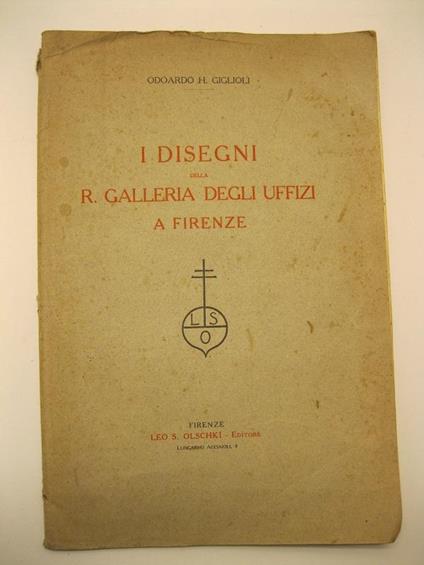 ODOARDO H. GIGLIOLI
I DISEGNI
DELLA
R. GALLERIA DEGLI UFFIZI
A FIRENZE
L S
O
FIRENZE
LEO S. OLSCHKI - EDITORE
LUNGARNO ACCIAIOLI, 4